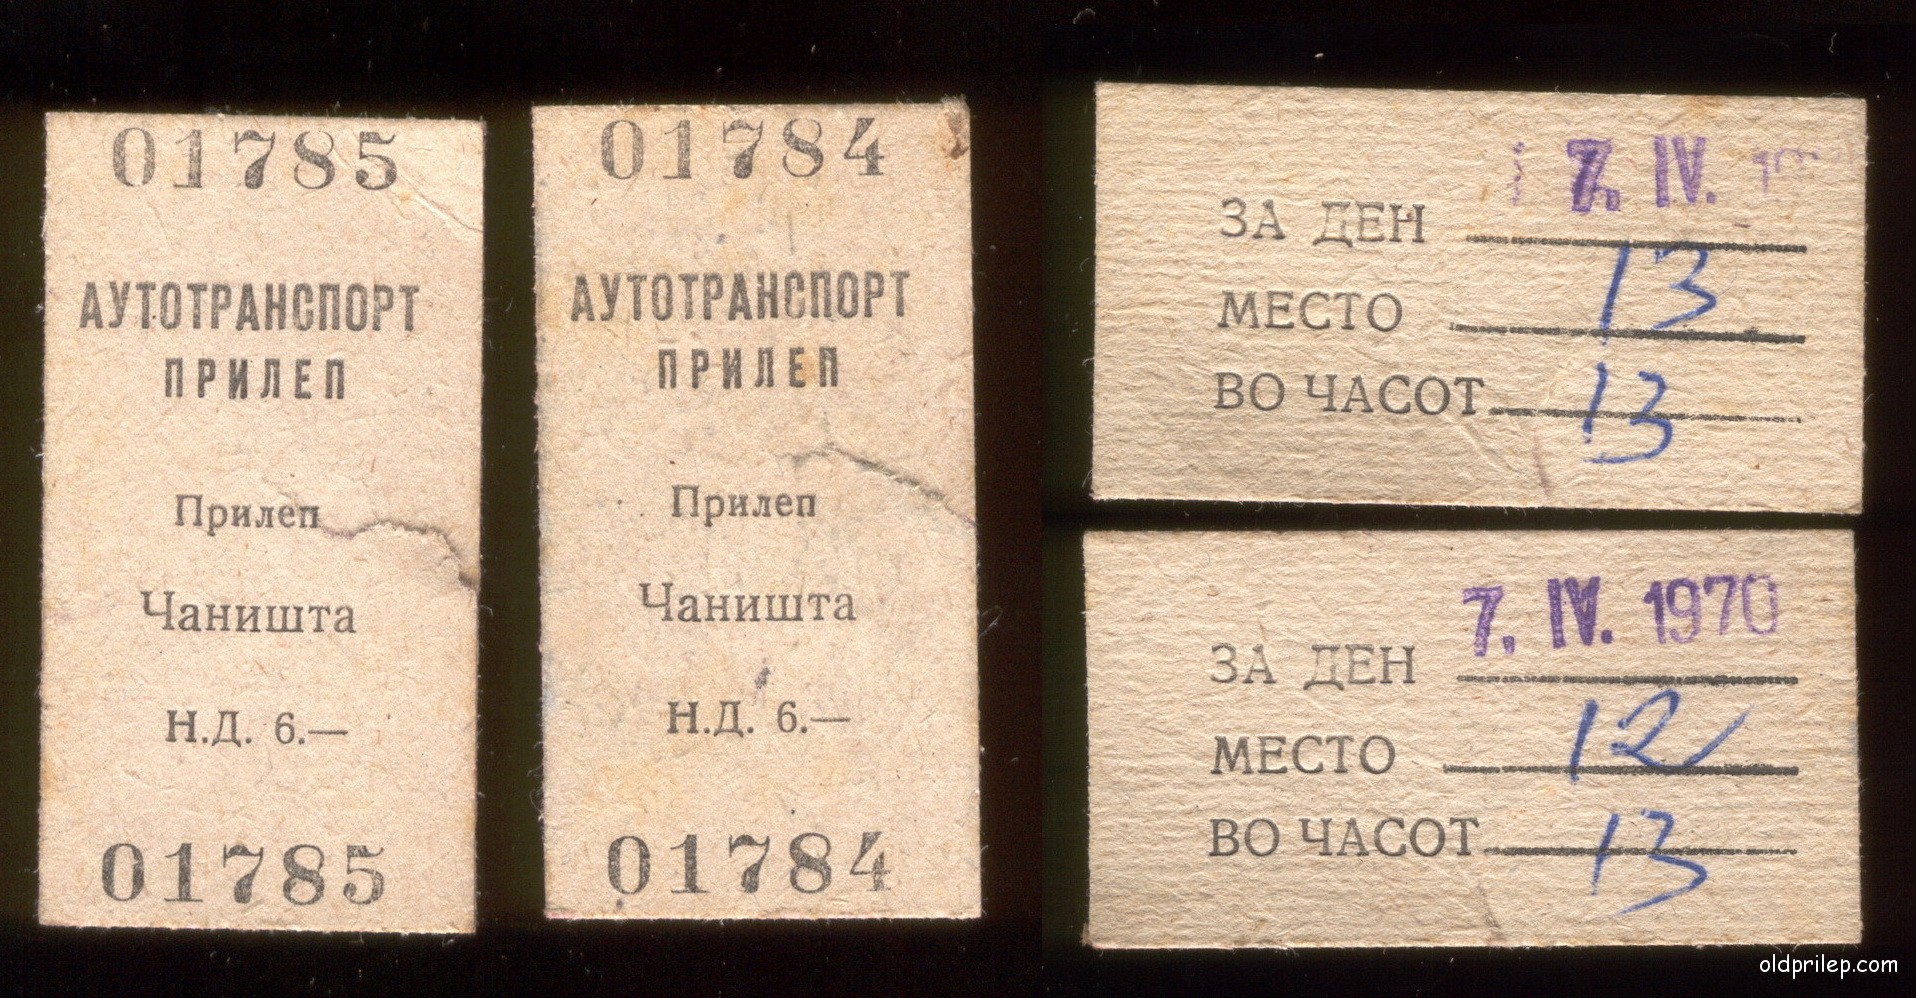 01785
АУТОТРАНСПОРТ
ПРИЛЕП
Прилеп
Чаништа
Н.Д. 6.—
01785
01784
АУТОТРАНСПОРТ
ПРИЛЕП
Прилеп
Чаништа
Н.Д. 6.—
01784
7. IV.
ЗА ДЕН
МЕСТО 13
ВО ЧАСОТ 13
7. IV. 1970
ЗА ДЕН
МЕСТО 12
ВО ЧАСОТ 13
oldprilep.com